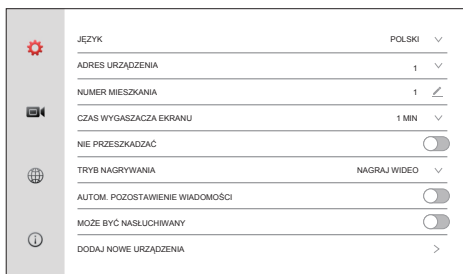 JĘZYK POLSKI
ADRES URZĄDZENIA 1
NUMER MIESZKANIA 1
CZAS WYGASZACZA EKRANU 1 MIN
NIE PRZESZKADZAĆ
TRYB NAGRYWANIA NAGRAJ WIDEO
AUTOM. POZOSTAWIENIE WIADOMOŚCI
MOŻE BYĆ NASŁUCHIWANY
DODAJ NOWE URZĄDZENIA